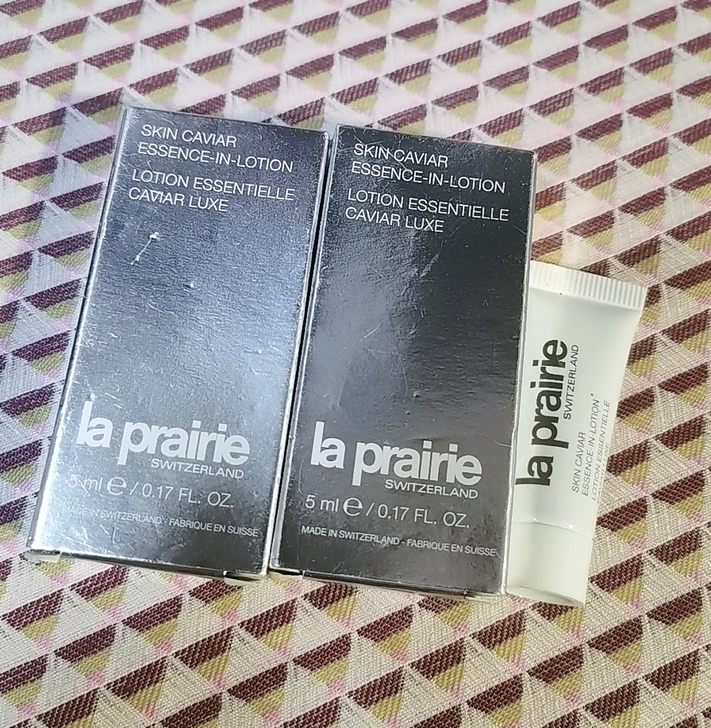 SKIN CAVIAR
ESSENCE-IN-LOTION
LOTION ESSENTIELLE
CAVIAR LUXE
la prairie
SWITZERLAND
5 ml e / 0.17 FL. OZ.
MADE IN SWITZERLAND - FABRIQUE EN SUISSE
SKIN CAVIAR
ESSENCE-IN-LOTION
LOTION ESSENTIELLE
CAVIAR LUXE
la prairie
SWITZERLAND
5 ml e / 0.17 FL. OZ.
MADE IN SWITZERLAND - FABRIQUE EN SUISSE
la prairie
SWITZERLAND
SKIN CAVIAR
ESSENCE-IN-LOTION
LOTION ESSENTIELLE